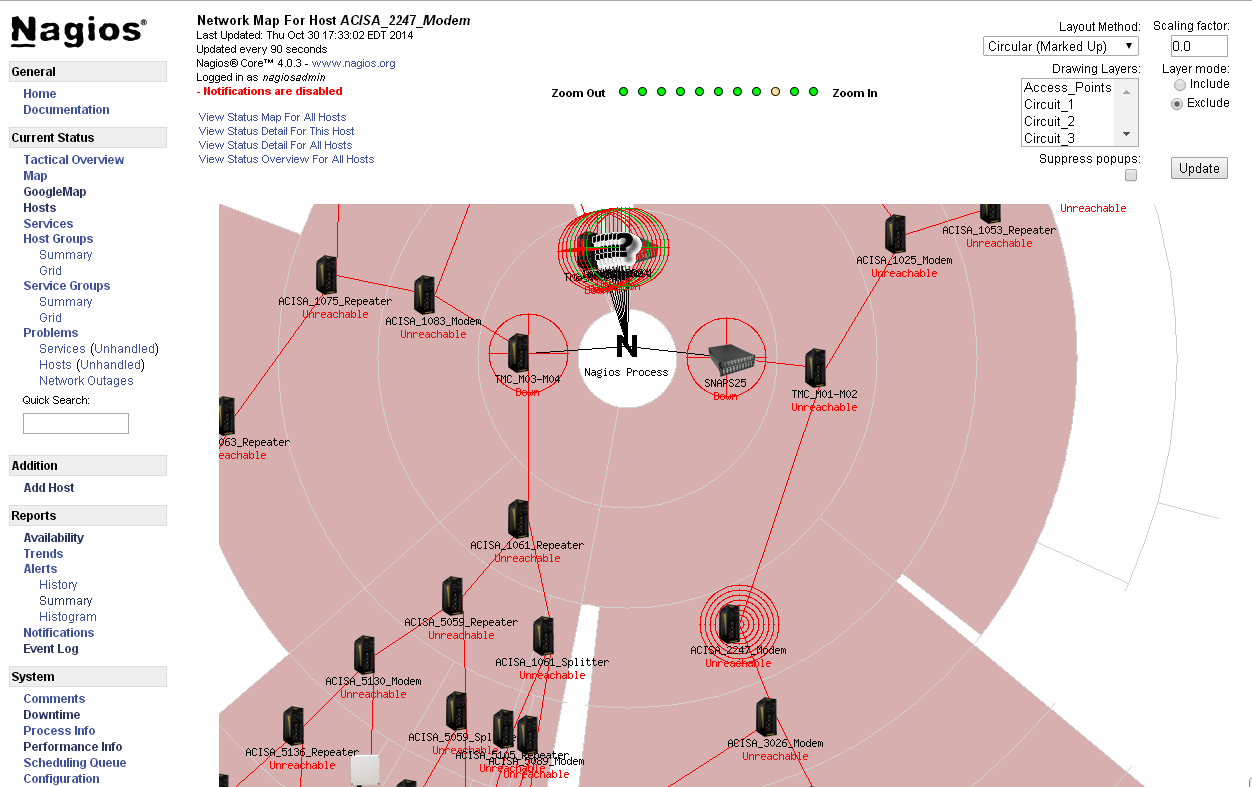 Nagios®
General
Home
Documentation
Current Status
Tactical Overview
Map
GoogleMap
Hosts
Services
Host Groups
Summary
Grid
Service Groups
Summary
Grid
Problems
Services (Unhandled)
Hosts (Unhandled)
Network Outages
Quick Search:
Addition
Add Host
Reports
Availability
Trends
Alerts
History
Summary
Histogram
Notifications
Event Log
System
Comments
Downtime
Process Info
Performance Info
Scheduling Queue
Configuration
Network Map For Host ACISA_2247_Modem
Last Updated: Thu Oct 30 17:33:02 EDT 2014
Updated every 90 seconds
Nagios® Core™ 4.0.3 - www.nagios.org
Logged in as nagiosadmin
- Notifications are disabled
View Status Map For All Hosts
View Status Detail For This Host
View Status Detail For All Hosts
View Status Overview For All Hosts
Zoom Out
Zoom In
Layout Method:
Circular (Marked Up)
Scaling factor:
0.0
Drawing Layers:
Access_Points
Circuit_1
Circuit_2
Circuit_3
Layer mode:
Include
Exclude
Suppress popups:
Update
Unreachable
ACISA_1053_Repeater
Unreachable
ACISA_1025_Modem
Unreachable
ACISA_1075_Repeater
Unreachable
ACISA_1083_Modem
Unreachable
TMC_M03-M04
Down
N
Nagios Process
SNAPS25
Down
TMC_M01-M02
Unreachable
063_Repeater
eachable
ACISA_1061_Repeater
Unreachable
ACISA_5059_Repeater
Unreachable
ACISA_1061_Splitter
Unreachable
ACISA_2247_Modem
Unreachable
ACISA_5130_Modem
Unreachable
ACISA_5136_Repeater
Unreachable
ACISA_5059_Spl
Unreachable
ACISA_5105_Repeater
ACISA_5089_Modem
Unreachable
ACISA_3026_Modem
Unreachable